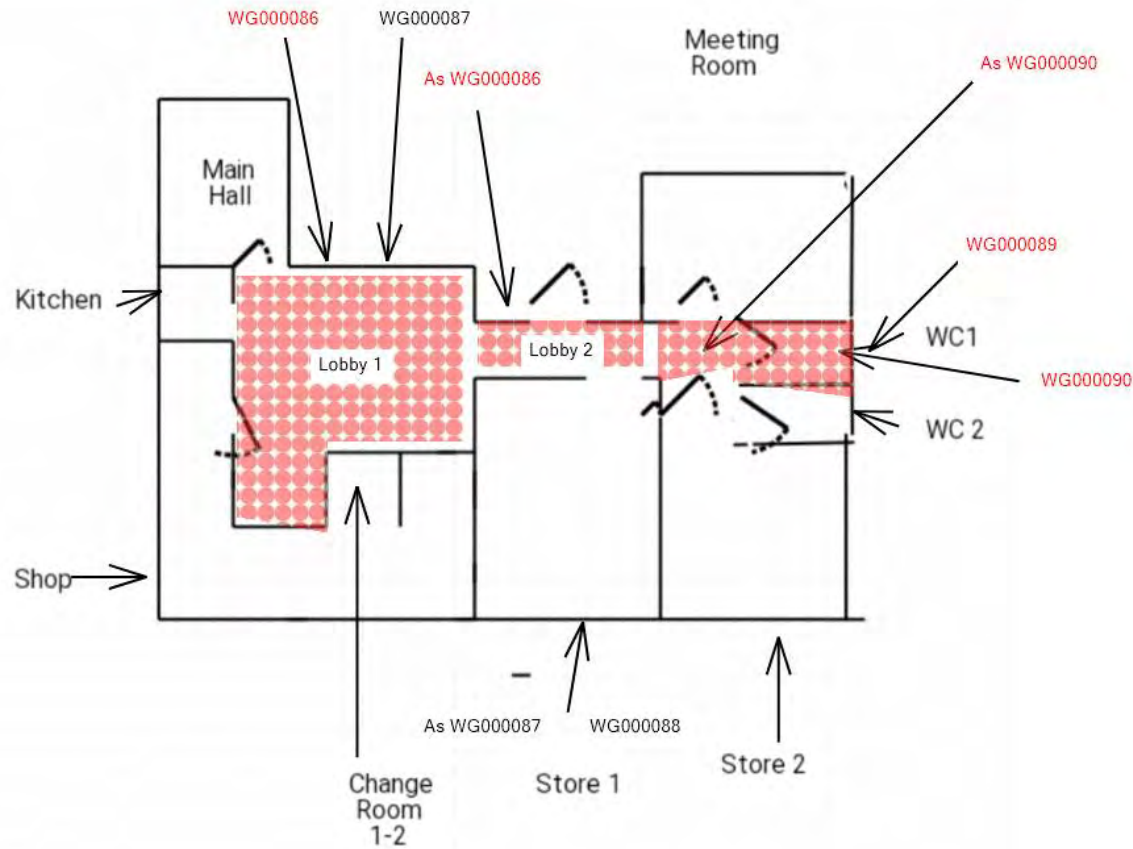 WG000086
WG000087
Meeting
Room
As WG000090
As WG000086
Main
Hall
WG000089
Kitchen
WC1
Lobby 1
Lobby 2
WG000090
WC 2
Shop
As WG000087
WG000088
Store 2
Change
Room
1-2
Store 1